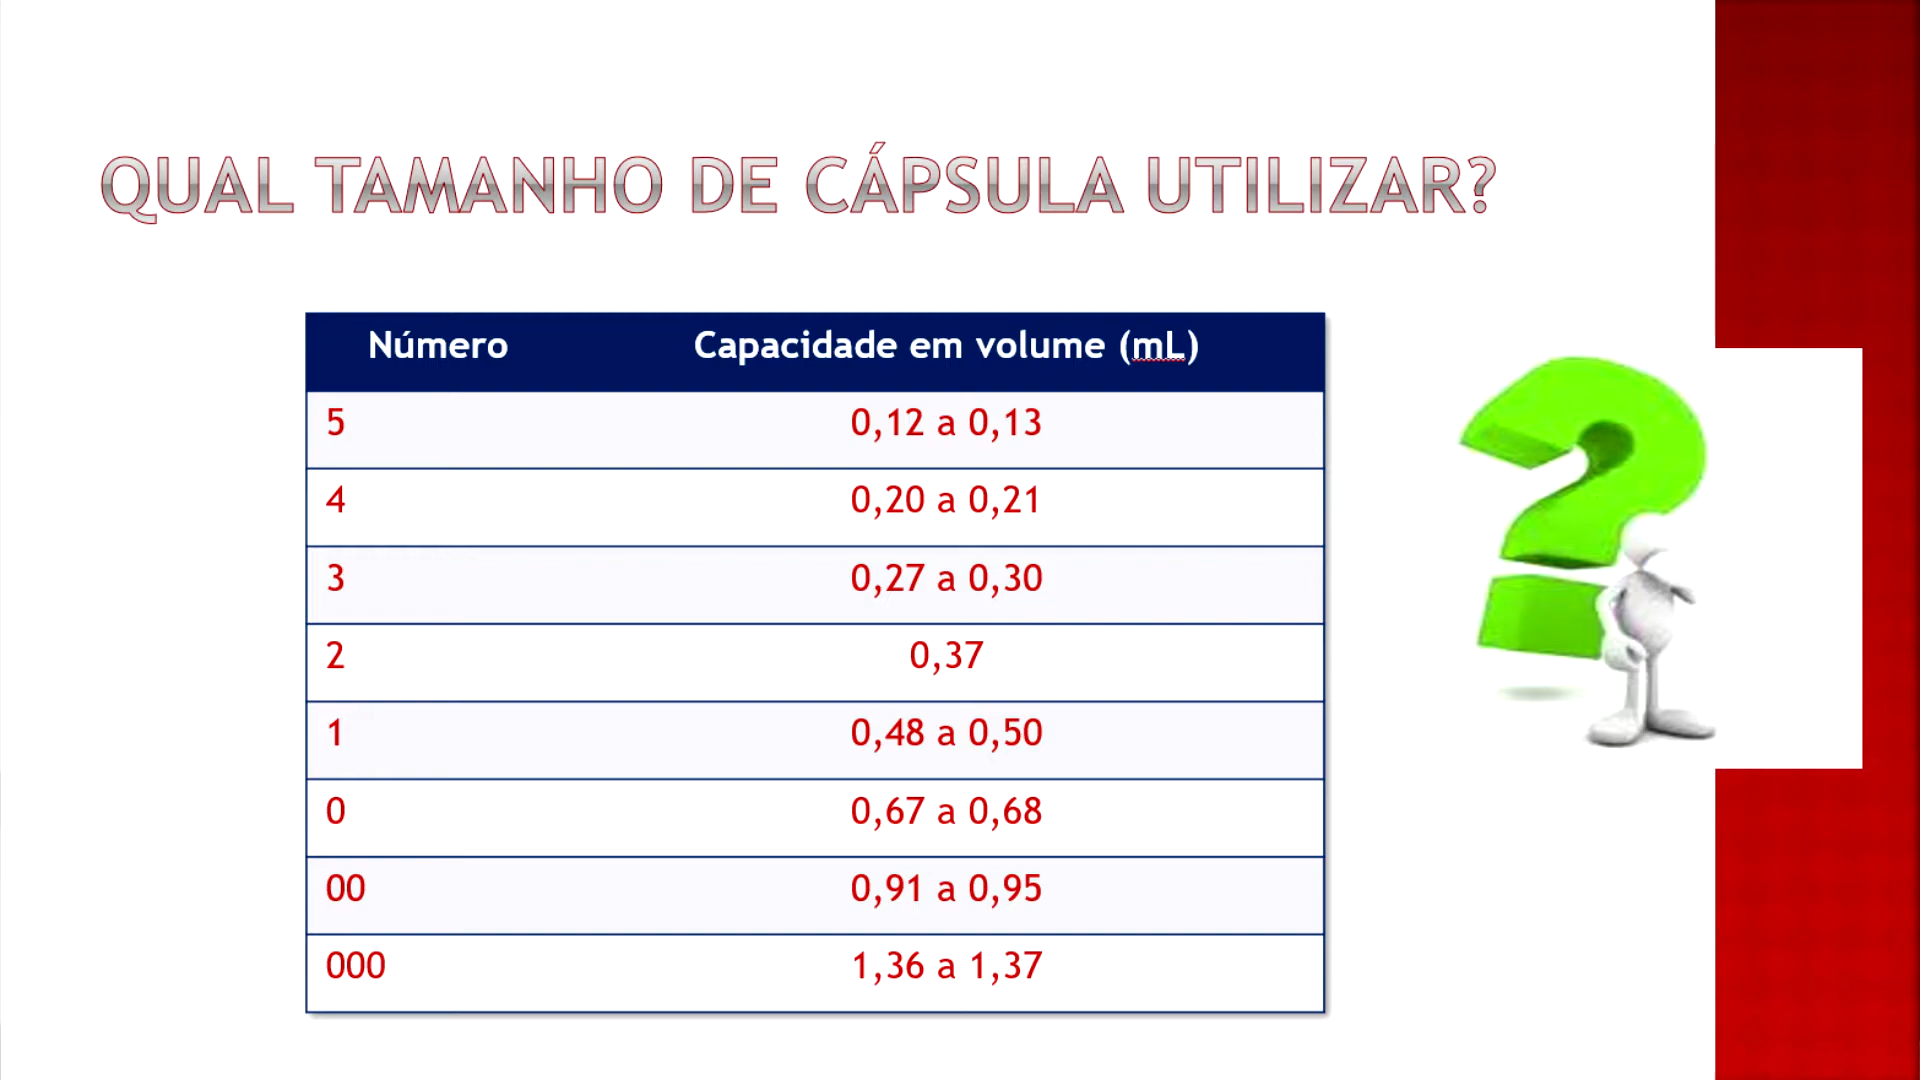 QUAL TAMANHO DE CÁPSULA UTILIZAR?
Número Capacidade em volume (mL)
5 0,12 a 0,13
4 0,20 a 0,21
3 0,27 a 0,30
2 0,37
1 0,48 a 0,50
0 0,67 a 0,68
00 0,91 a 0,95
000 1,36 a 1,37